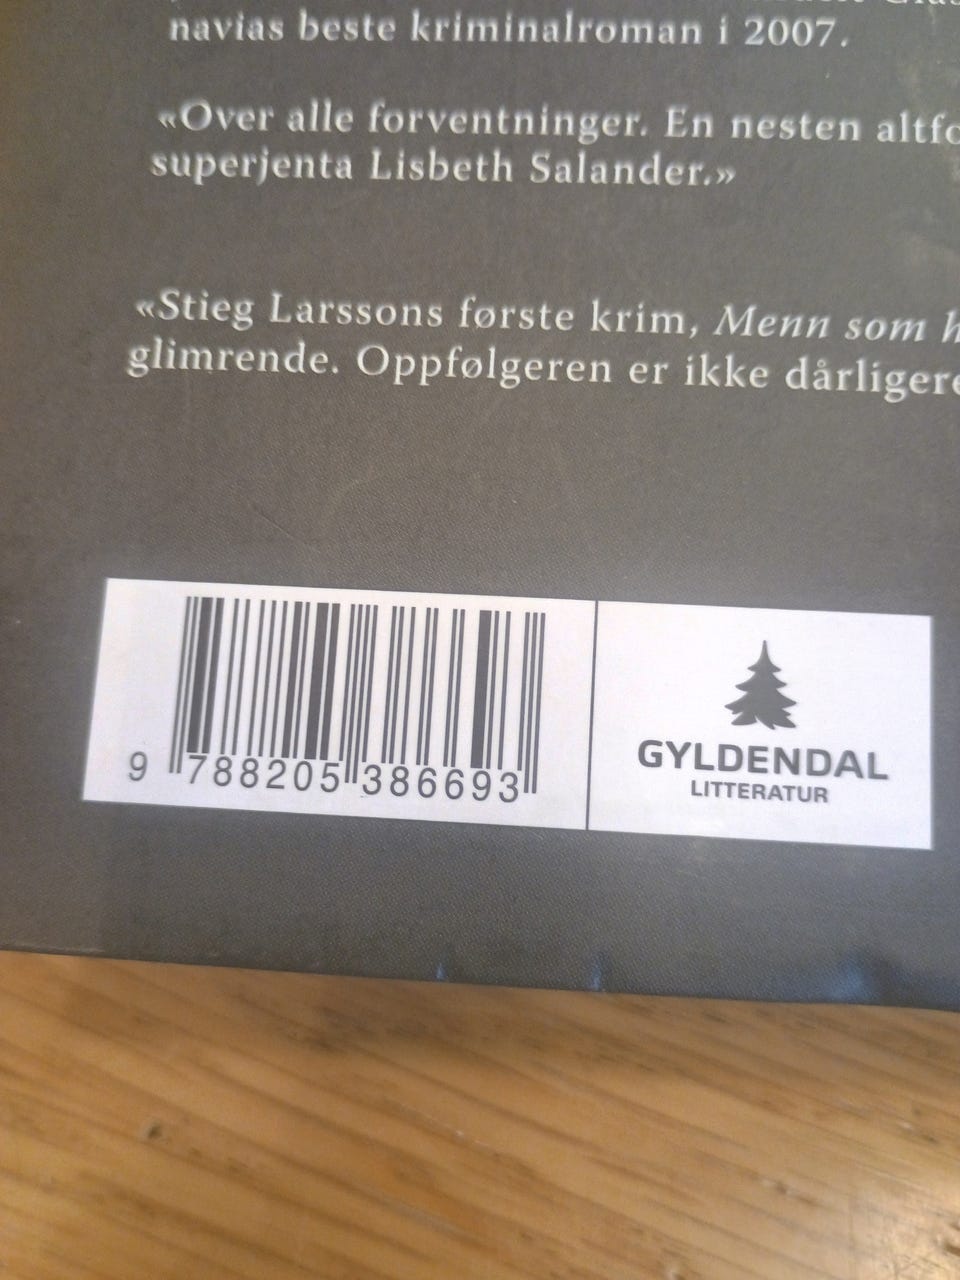 navias beste kriminalroman i 2007.
«Over alle forventninger. En nesten altfo
superjenta Lisbeth Salander.»
«Stieg Larssons første krim, Menn som h
glimrende. Oppfølgeren er ikke dårligere
9 788205 386693
GYLDENDAL
LITTERATUR